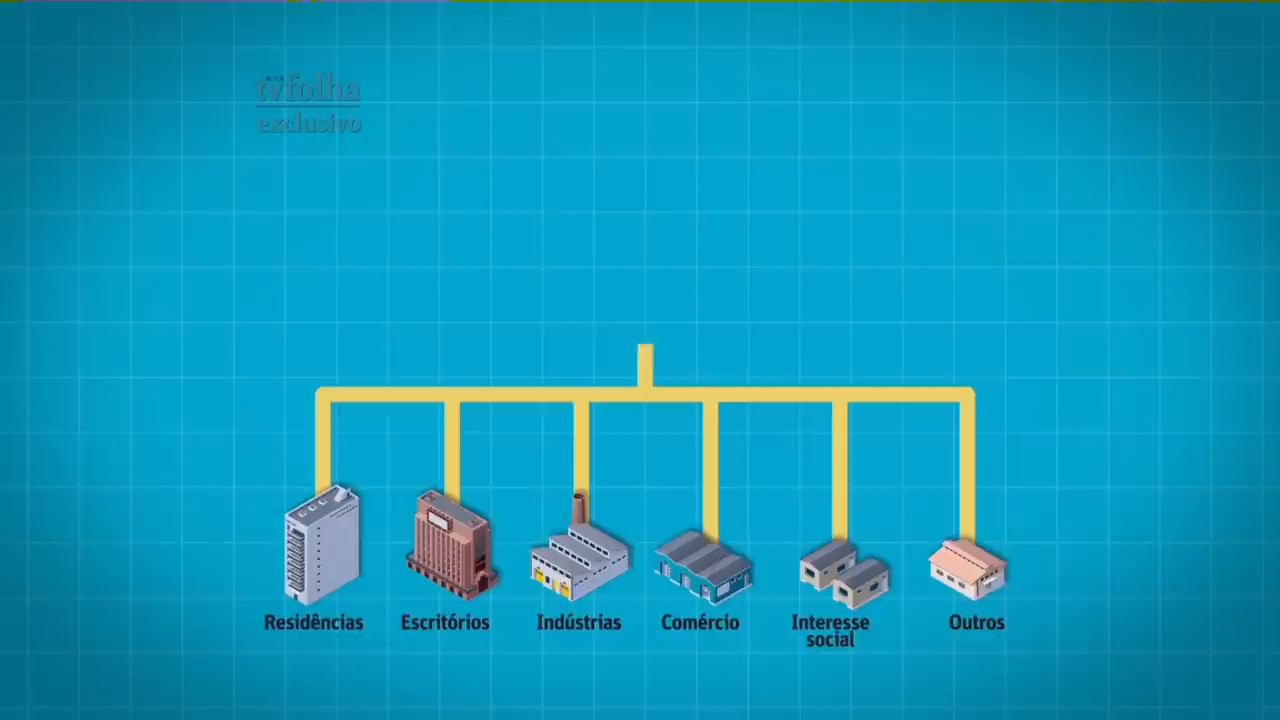 tvfolha
exclusivo
Residências
Escritórios
Indústrias
Comércio
Interesse
social
Outros